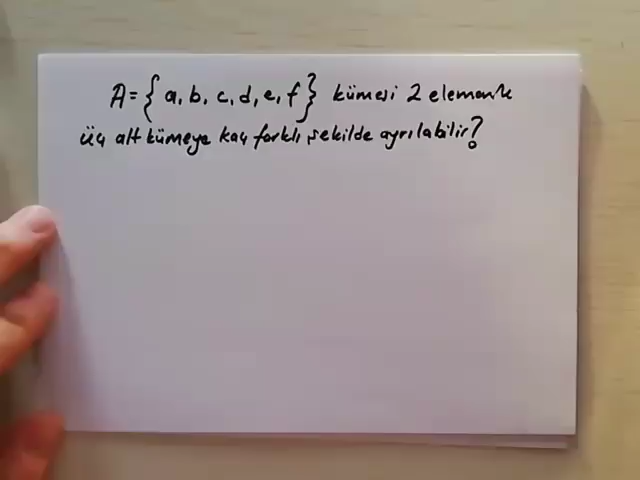 A={a, b, c, d, e, f} kümesi 2 elemanlı
üç alt kümeye kaç farklı şekilde ayrılabilir?